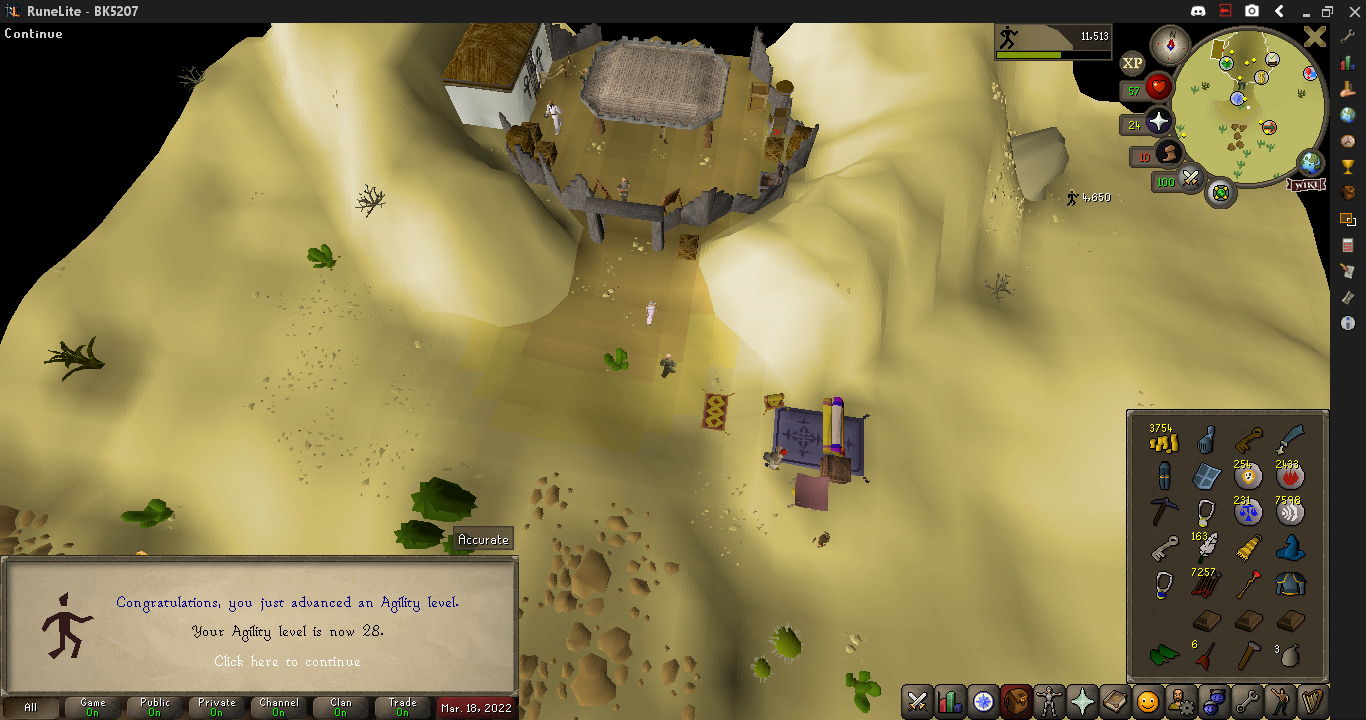 RuneLite - BK5207
Continue
11,513
XP
57
24
10
100
WIKI
4,650
3754
254
2433
231
7598
163
7257
6
3
Accurate
Congratulations, you just advanced an Agility level.
Your Agility level is now 28.
Click here to continue
All
Game
On
Public
On
Private
On
Channel
On
Clan
On
Trade
On
Mar. 18, 2022